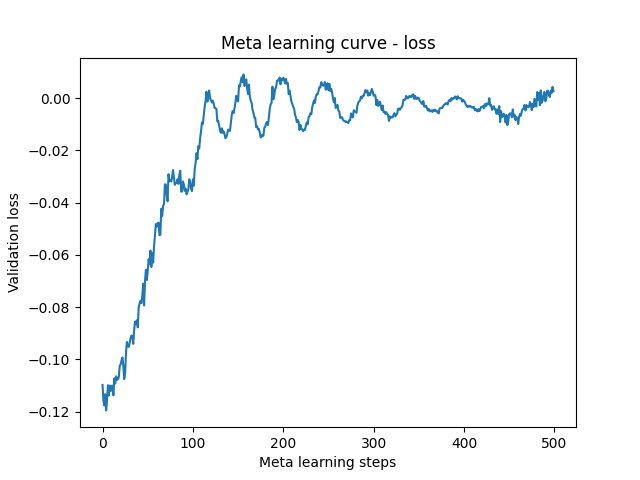 Meta learning curve - loss
Validation loss
0.00
−0.02
−0.04
−0.06
−0.08
−0.10
−0.12
0 100 200 300 400 500
Meta learning steps